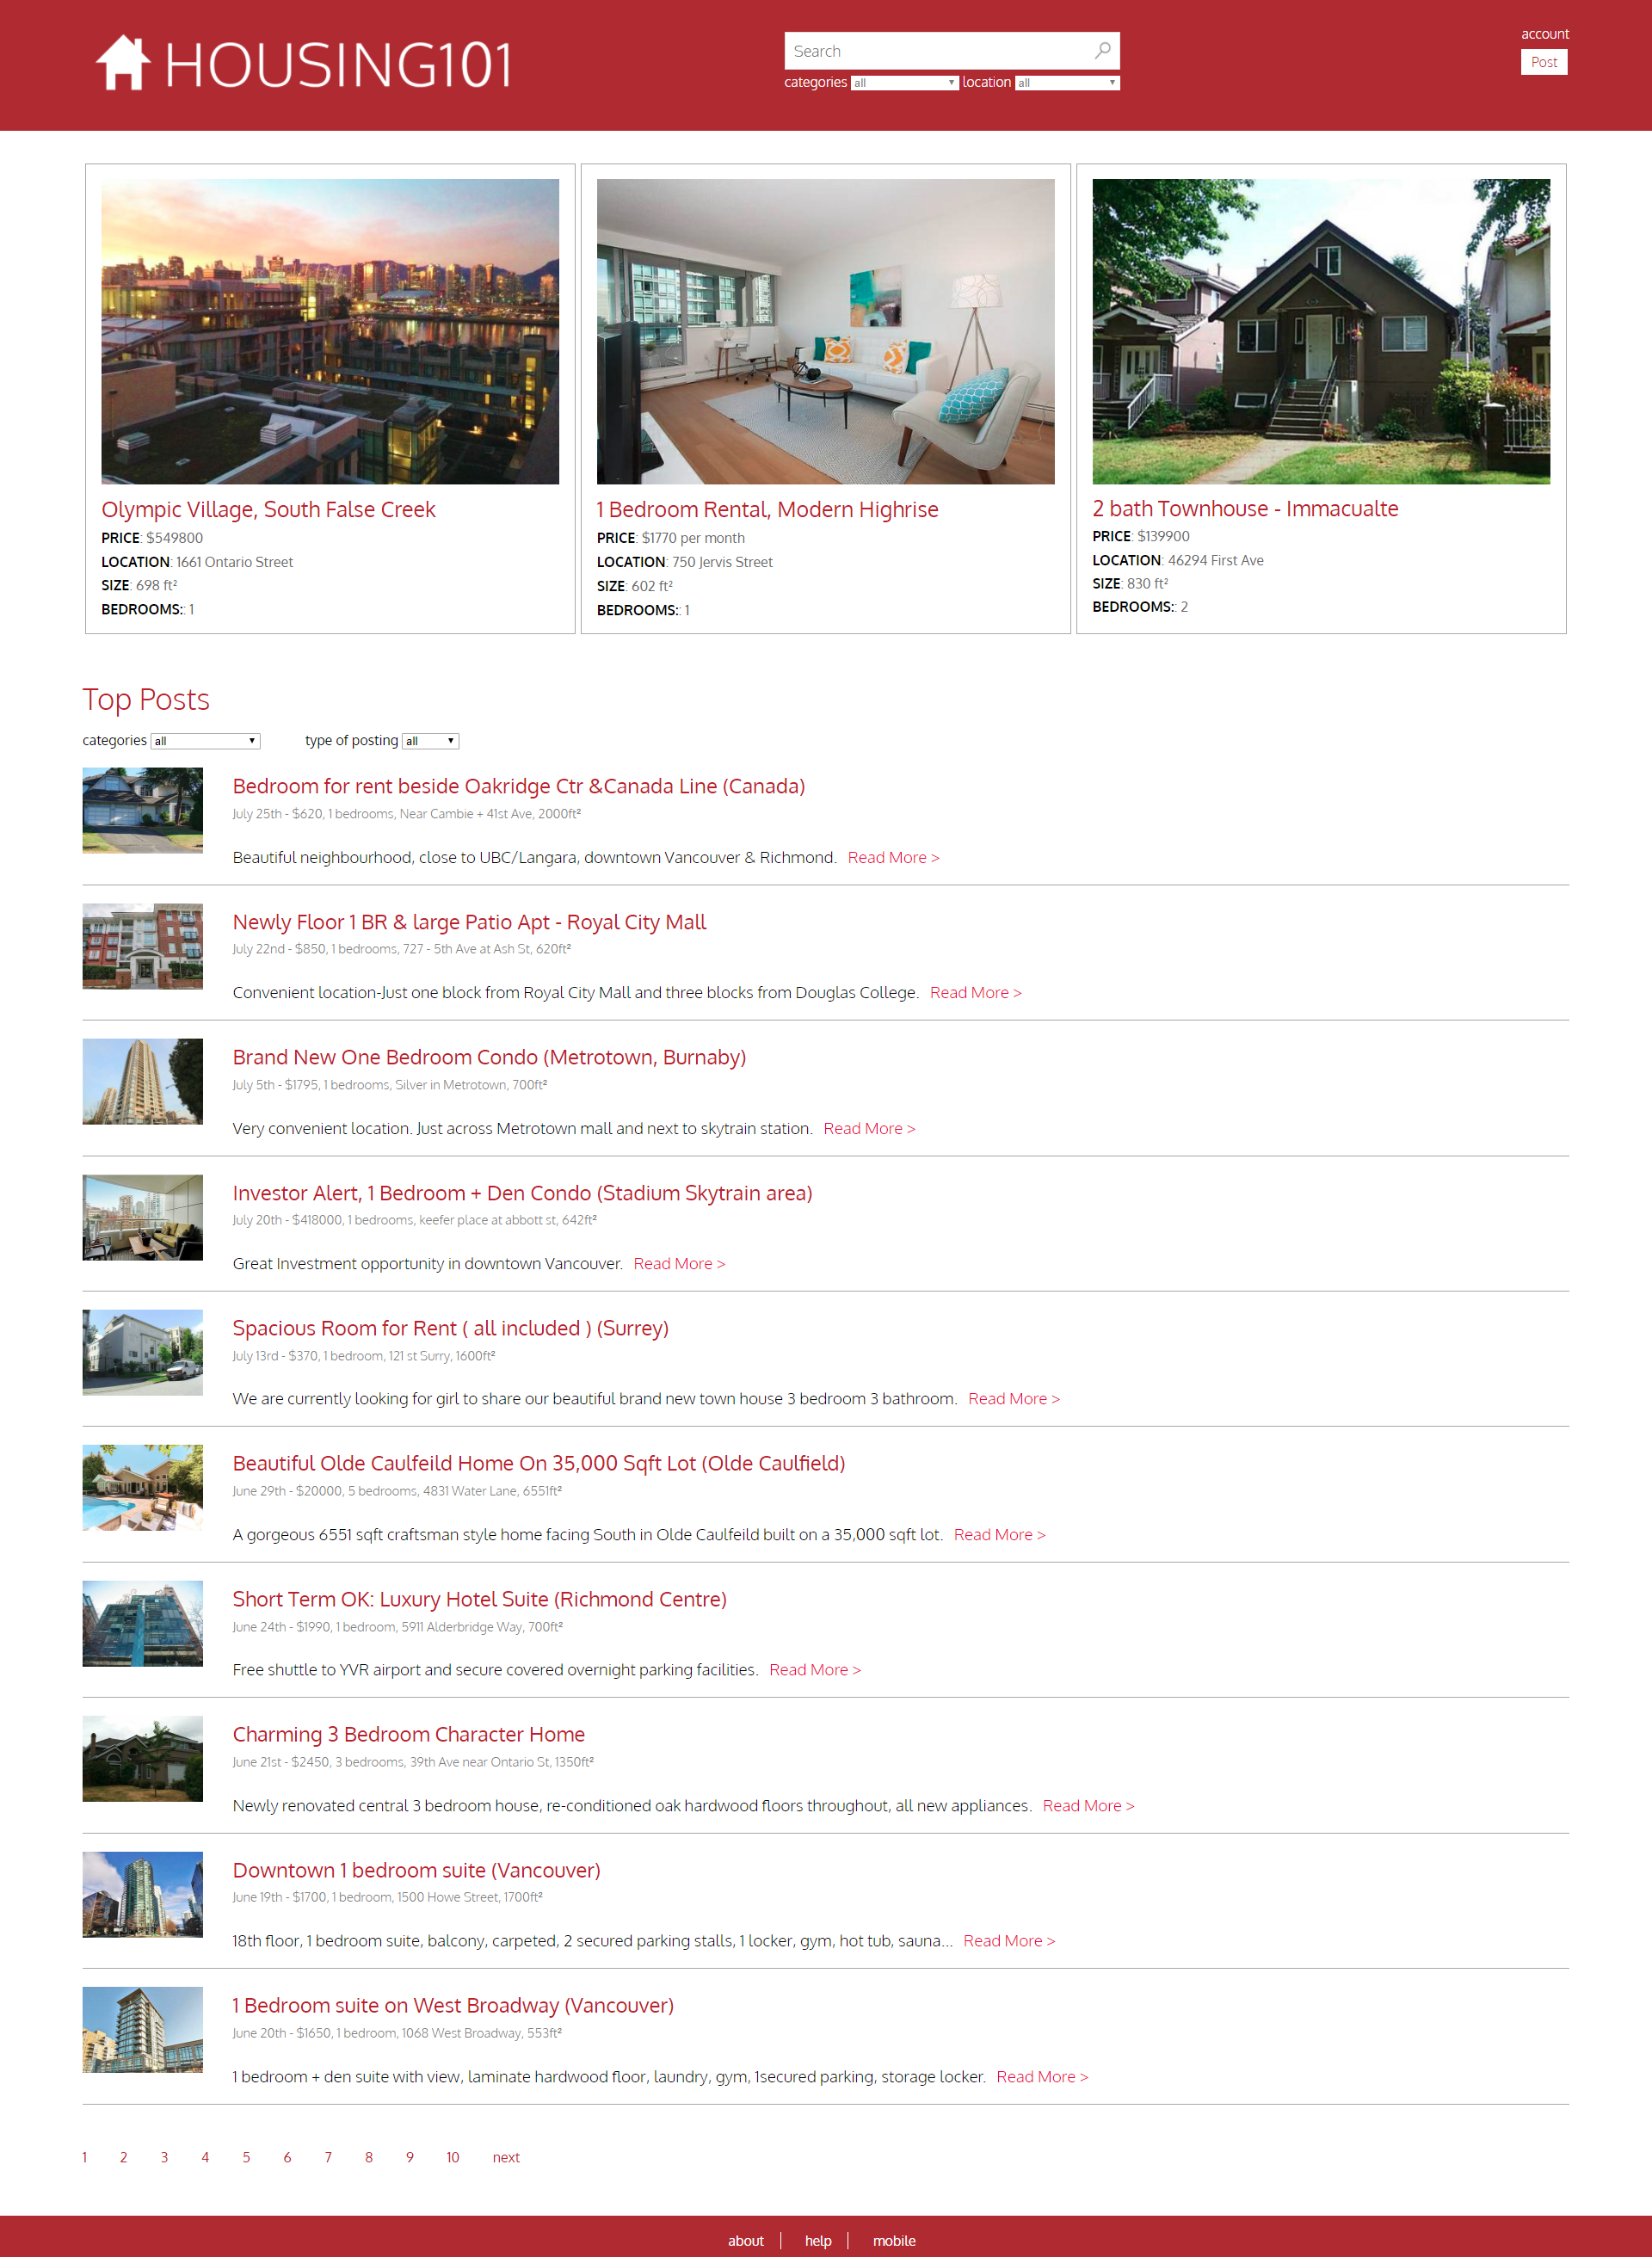 HOUSING101
Search
categories all location all
account
Post
Olympic Village, South False Creek
PRICE: $549800
LOCATION: 1661 Ontario Street
SIZE: 698 ft²
BEDROOMS:: 1
1 Bedroom Rental, Modern Highrise
PRICE: $1770 per month
LOCATION: 750 Jervis Street
SIZE: 602 ft²
BEDROOMS:: 1
2 bath Townhouse - Immacualte
PRICE: $139900
LOCATION: 46294 First Ave
SIZE: 830 ft²
BEDROOMS:: 2
Top Posts
categories all type of posting all
Bedroom for rent beside Oakridge Ctr &Canada Line (Canada)
July 25th - $620, 1 bedrooms, Near Cambie + 41st Ave, 2000ft²
Beautiful neighbourhood, close to UBC/Langara, downtown Vancouver & Richmond. Read More >
Newly Floor 1 BR & large Patio Apt - Royal City Mall
July 22nd - $850, 1 bedrooms, 727 - 5th Ave at Ash St, 620ft²
Convenient location-Just one block from Royal City Mall and three blocks from Douglas College. Read More >
Brand New One Bedroom Condo (Metrotown, Burnaby)
July 5th - $1795, 1 bedrooms, Silver in Metrotown, 700ft²
Very convenient location. Just across Metrotown mall and next to skytrain station. Read More >
Investor Alert, 1 Bedroom + Den Condo (Stadium Skytrain area)
July 20th - $418000, 1 bedrooms, keefer place at abbott st, 642ft²
Great Investment opportunity in downtown Vancouver. Read More >
Spacious Room for Rent ( all included ) (Surrey)
July 13rd - $370, 1 bedroom, 121 st Surry, 1600ft²
We are currently looking for girl to share our beautiful brand new town house 3 bedroom 3 bathroom. Read More >
Beautiful Olde Caulfeild Home On 35,000 Sqft Lot (Olde Caulfield)
June 29th - $20000, 5 bedrooms, 4831 Water Lane, 6551ft²
A gorgeous 6551 sqft craftsman style home facing South in Olde Caulfeild built on a 35,000 sqft lot. Read More >
Short Term OK: Luxury Hotel Suite (Richmond Centre)
June 24th - $1990, 1 bedroom, 5911 Alderbridge Way, 700ft²
Free shuttle to YVR airport and secure covered overnight parking facilities. Read More >
Charming 3 Bedroom Character Home
June 21st - $2450, 3 bedrooms, 39th Ave near Ontario St, 1350ft²
Newly renovated central 3 bedroom house, re-conditioned oak hardwood floors throughout, all new appliances. Read More >
Downtown 1 bedroom suite (Vancouver)
June 19th - $1700, 1 bedroom, 1500 Howe Street, 1700ft²
18th floor, 1 bedroom suite, balcony, carpeted, 2 secured parking stalls, 1 locker, gym, hot tub, sauna... Read More >
1 Bedroom suite on West Broadway (Vancouver)
June 20th - $1650, 1 bedroom, 1068 West Broadway, 553ft²
1 bedroom + den suite with view, laminate hardwood floor, laundry, gym, 1secured parking, storage locker. Read More >
1 2 3 4 5 6 7 8 9 10 next
about help mobile